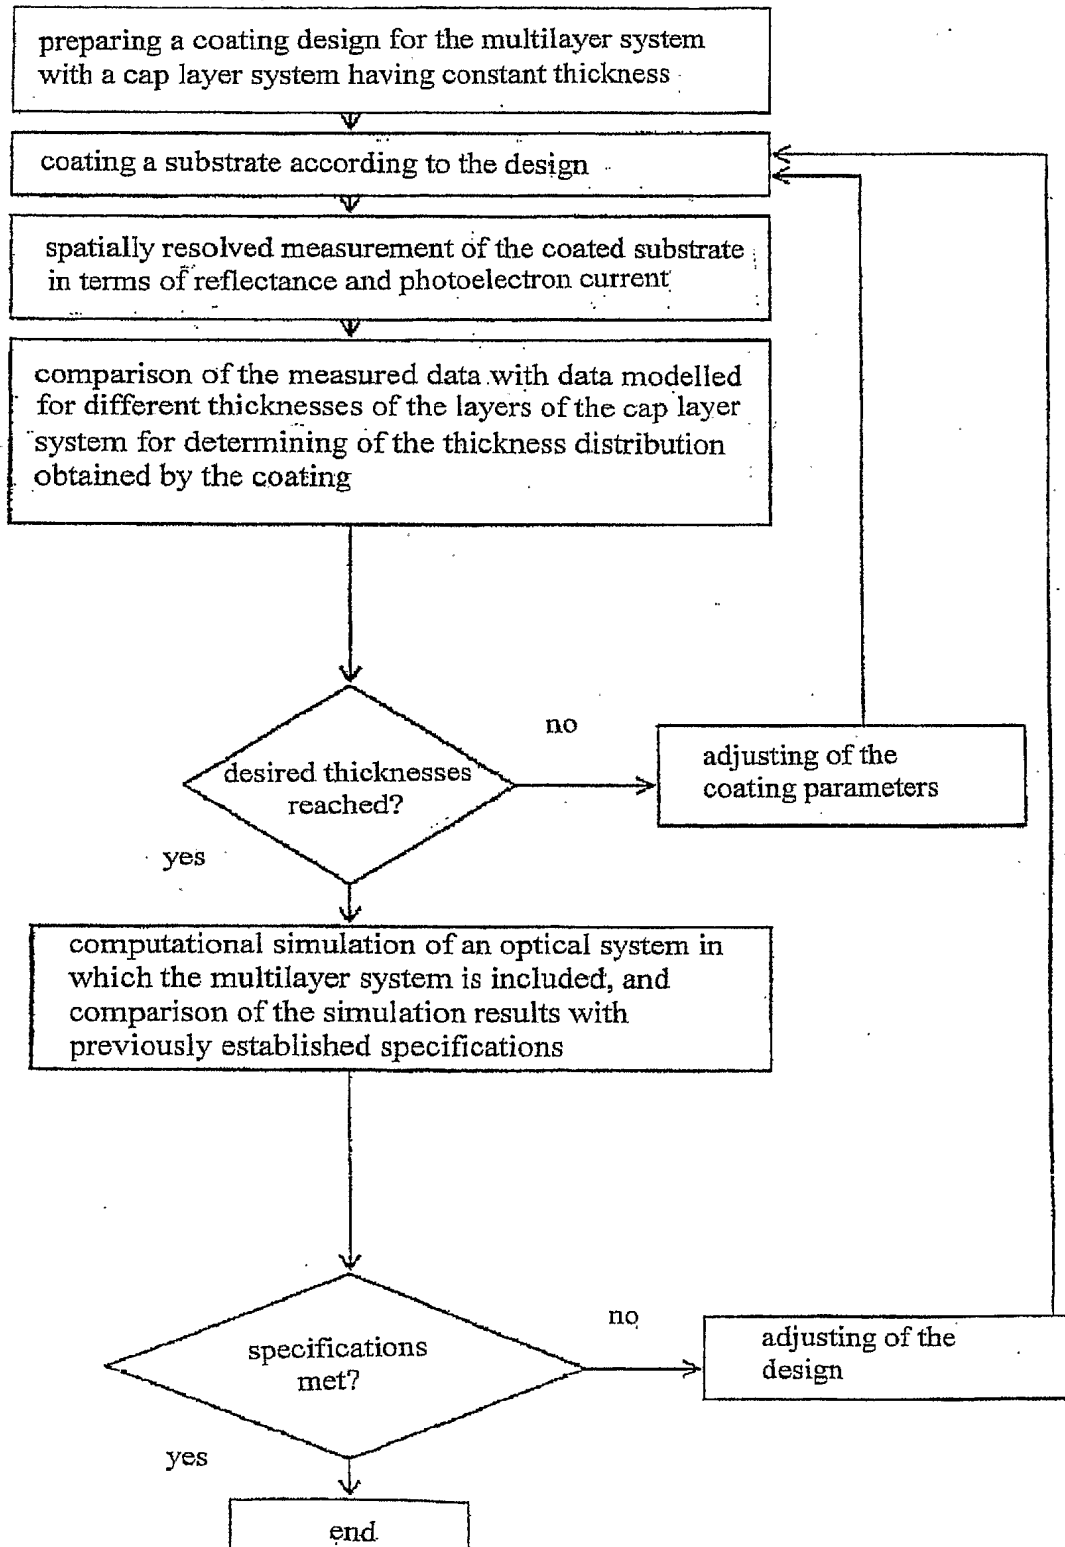 preparing a coating design for the multilayer system
with a cap layer system having constant thickness
coating a substrate according to the design
spatially resolved measurement of the coated substrate
in terms of reflectance and photoelectron current
comparison of the measured data with data modelled
for different thicknesses of the layers of the cap layer
system for determining of the thickness distribution
obtained by the coating
desired thicknesses
reached?
no
adjusting of the
coating parameters
yes
computational simulation of an optical system in
which the multilayer system is included, and
comparison of the simulation results with
previously established specifications
specifications
met?
no
adjusting of the
design
yes
end